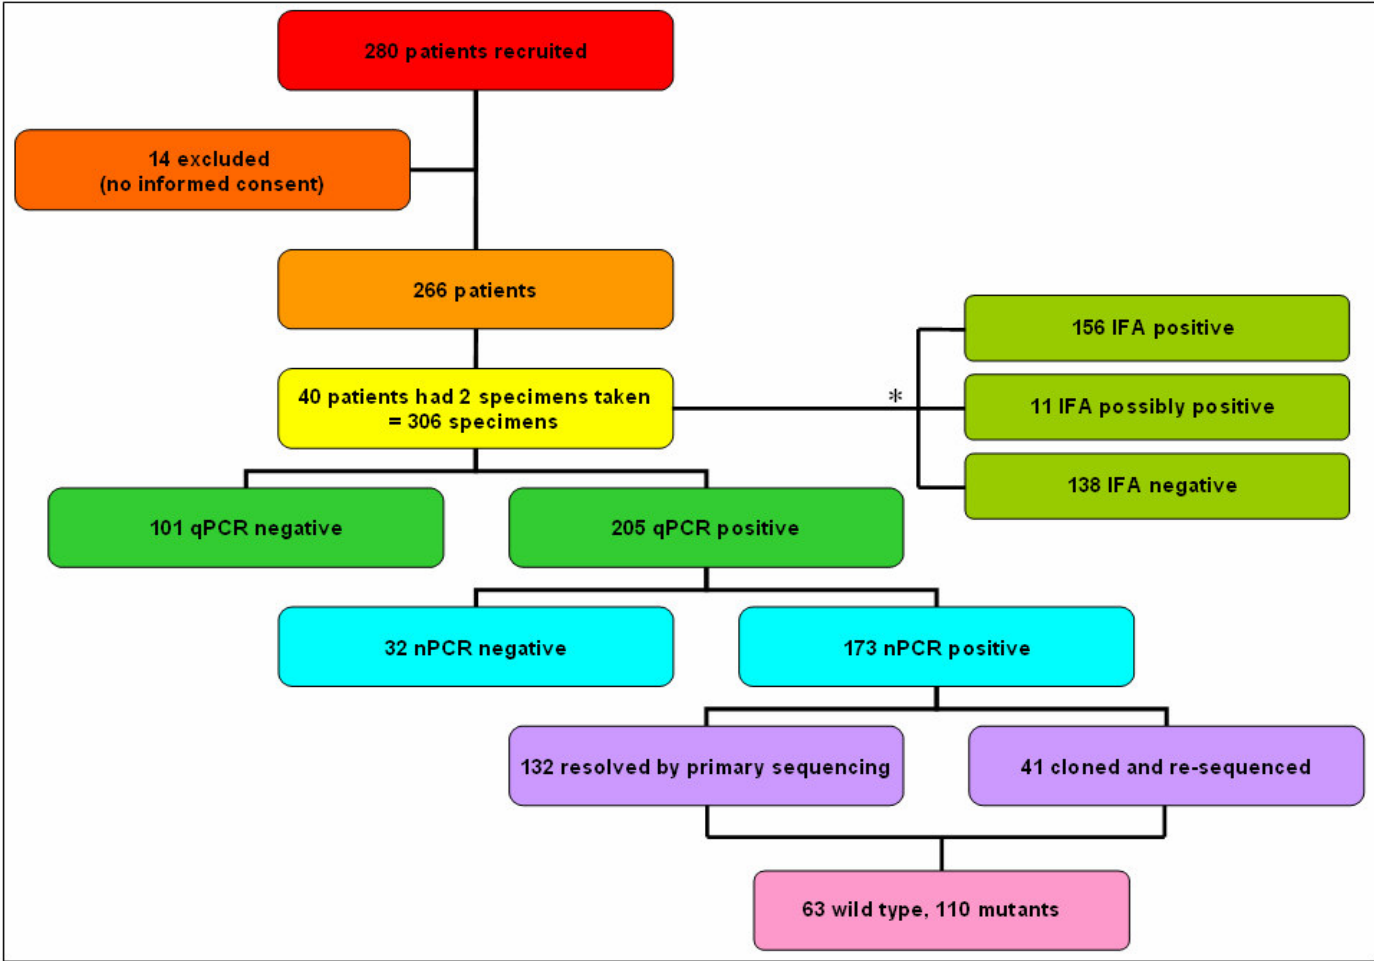 280 patients recruited
14 excluded
(no informed consent)
266 patients
40 patients had 2 specimens taken
= 306 specimens
*
156 IFA positive
11 IFA possibly positive
138 IFA negative
101 qPCR negative
205 qPCR positive
32 nPCR negative
173 nPCR positive
132 resolved by primary sequencing
41 cloned and re-sequenced
63 wild type, 110 mutants